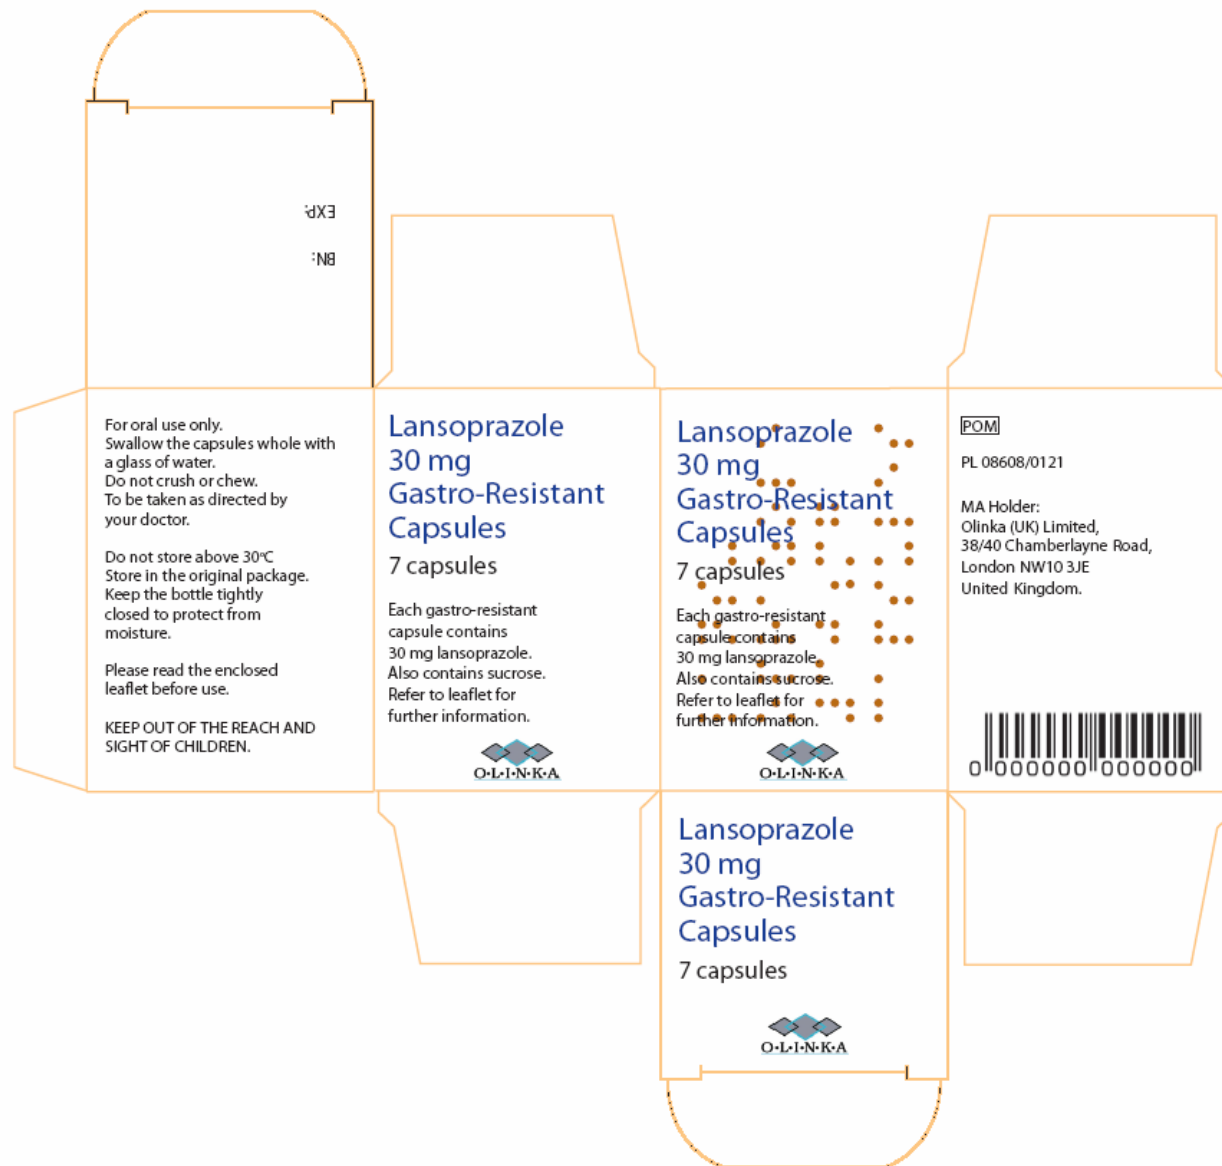 EXP:
BN:
For oral use only.
Swallow the capsules whole with
a glass of water.
Do not crush or chew.
To be taken as directed by
your doctor.
Do not store above 30°C
Store in the original package.
Keep the bottle tightly
closed to protect from
moisture.
Please read the enclosed
leaflet before use.
KEEP OUT OF THE REACH AND
SIGHT OF CHILDREN.
Lansoprazole
30 mg
Gastro-Resistant
Capsules
7 capsules
Each gastro-resistant
capsule contains
30 mg lansoprazole.
Also contains sucrose.
Refer to leaflet for
further information.
O·L·I·N·K·A
Lansoprazole
30 mg
Gastro-Resistant
Capsules
7 capsules
Each gastro-resistant
capsule contains
30 mg lansoprazole.
Also contains sucrose.
Refer to leaflet for
further information.
O·L·I·N·K·A
POM
PL 08608/0121
MA Holder:
Olinka (UK) Limited,
38/40 Chamberlayne Road,
London NW10 3JE
United Kingdom.
0 000000 000000
Lansoprazole
30 mg
Gastro-Resistant
Capsules
7 capsules
O·L·I·N·K·A